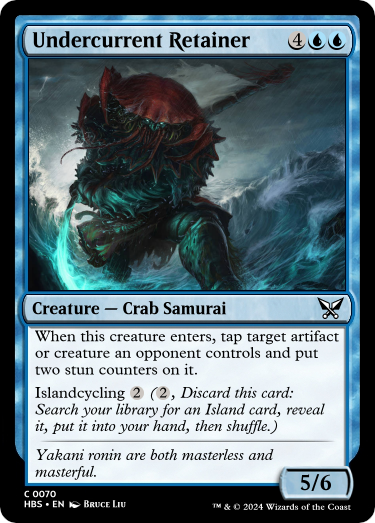 Undercurrent Retainer 4
Creature — Crab Samurai
When this creature enters, tap target artifact
or creature an opponent controls and put
two stun counters on it.
Islandcycling 2 (2, Discard this card:
Search your library for an Island card, reveal
it, put it into your hand, then shuffle.)
Yakani ronin are both masterless and
masterful.
5/6
C 0070
HBS • EN Bruce Liu
™ & © 2024 Wizards of the Coast